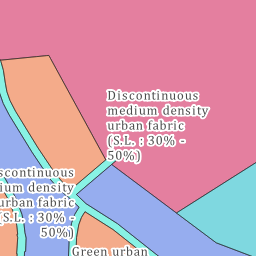 Discontinuous
medium density
urban fabric
(S.L. : 30% -
50%)
scontinuous
ium density
urban fabric
(S.L. : 30% -
50%)
Green urban